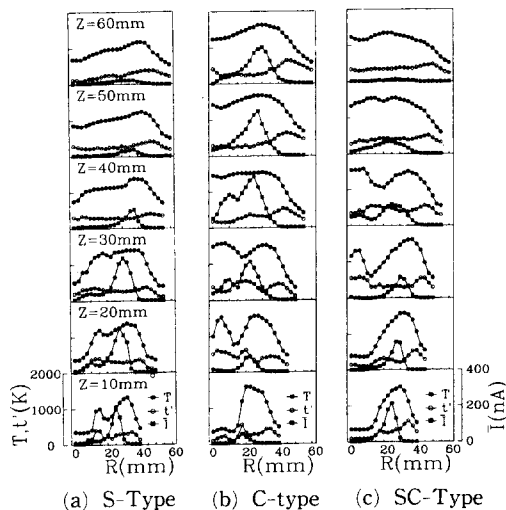 Z=60mm
Z=50mm
Z=40mm
Z=30mm
Z=20mm
2000
Z=10mm
1000
0
T,t'(K)
T
t'
Ī
T
t'
Ī
T
t'
Ī
400
200
0
Ī(nA)
0 20 40 60
0 20 40 60
0 20 40 60
R(mm)
R(mm)
R(mm)
(a) S-Type
(b) C-type
(c) SC-Type